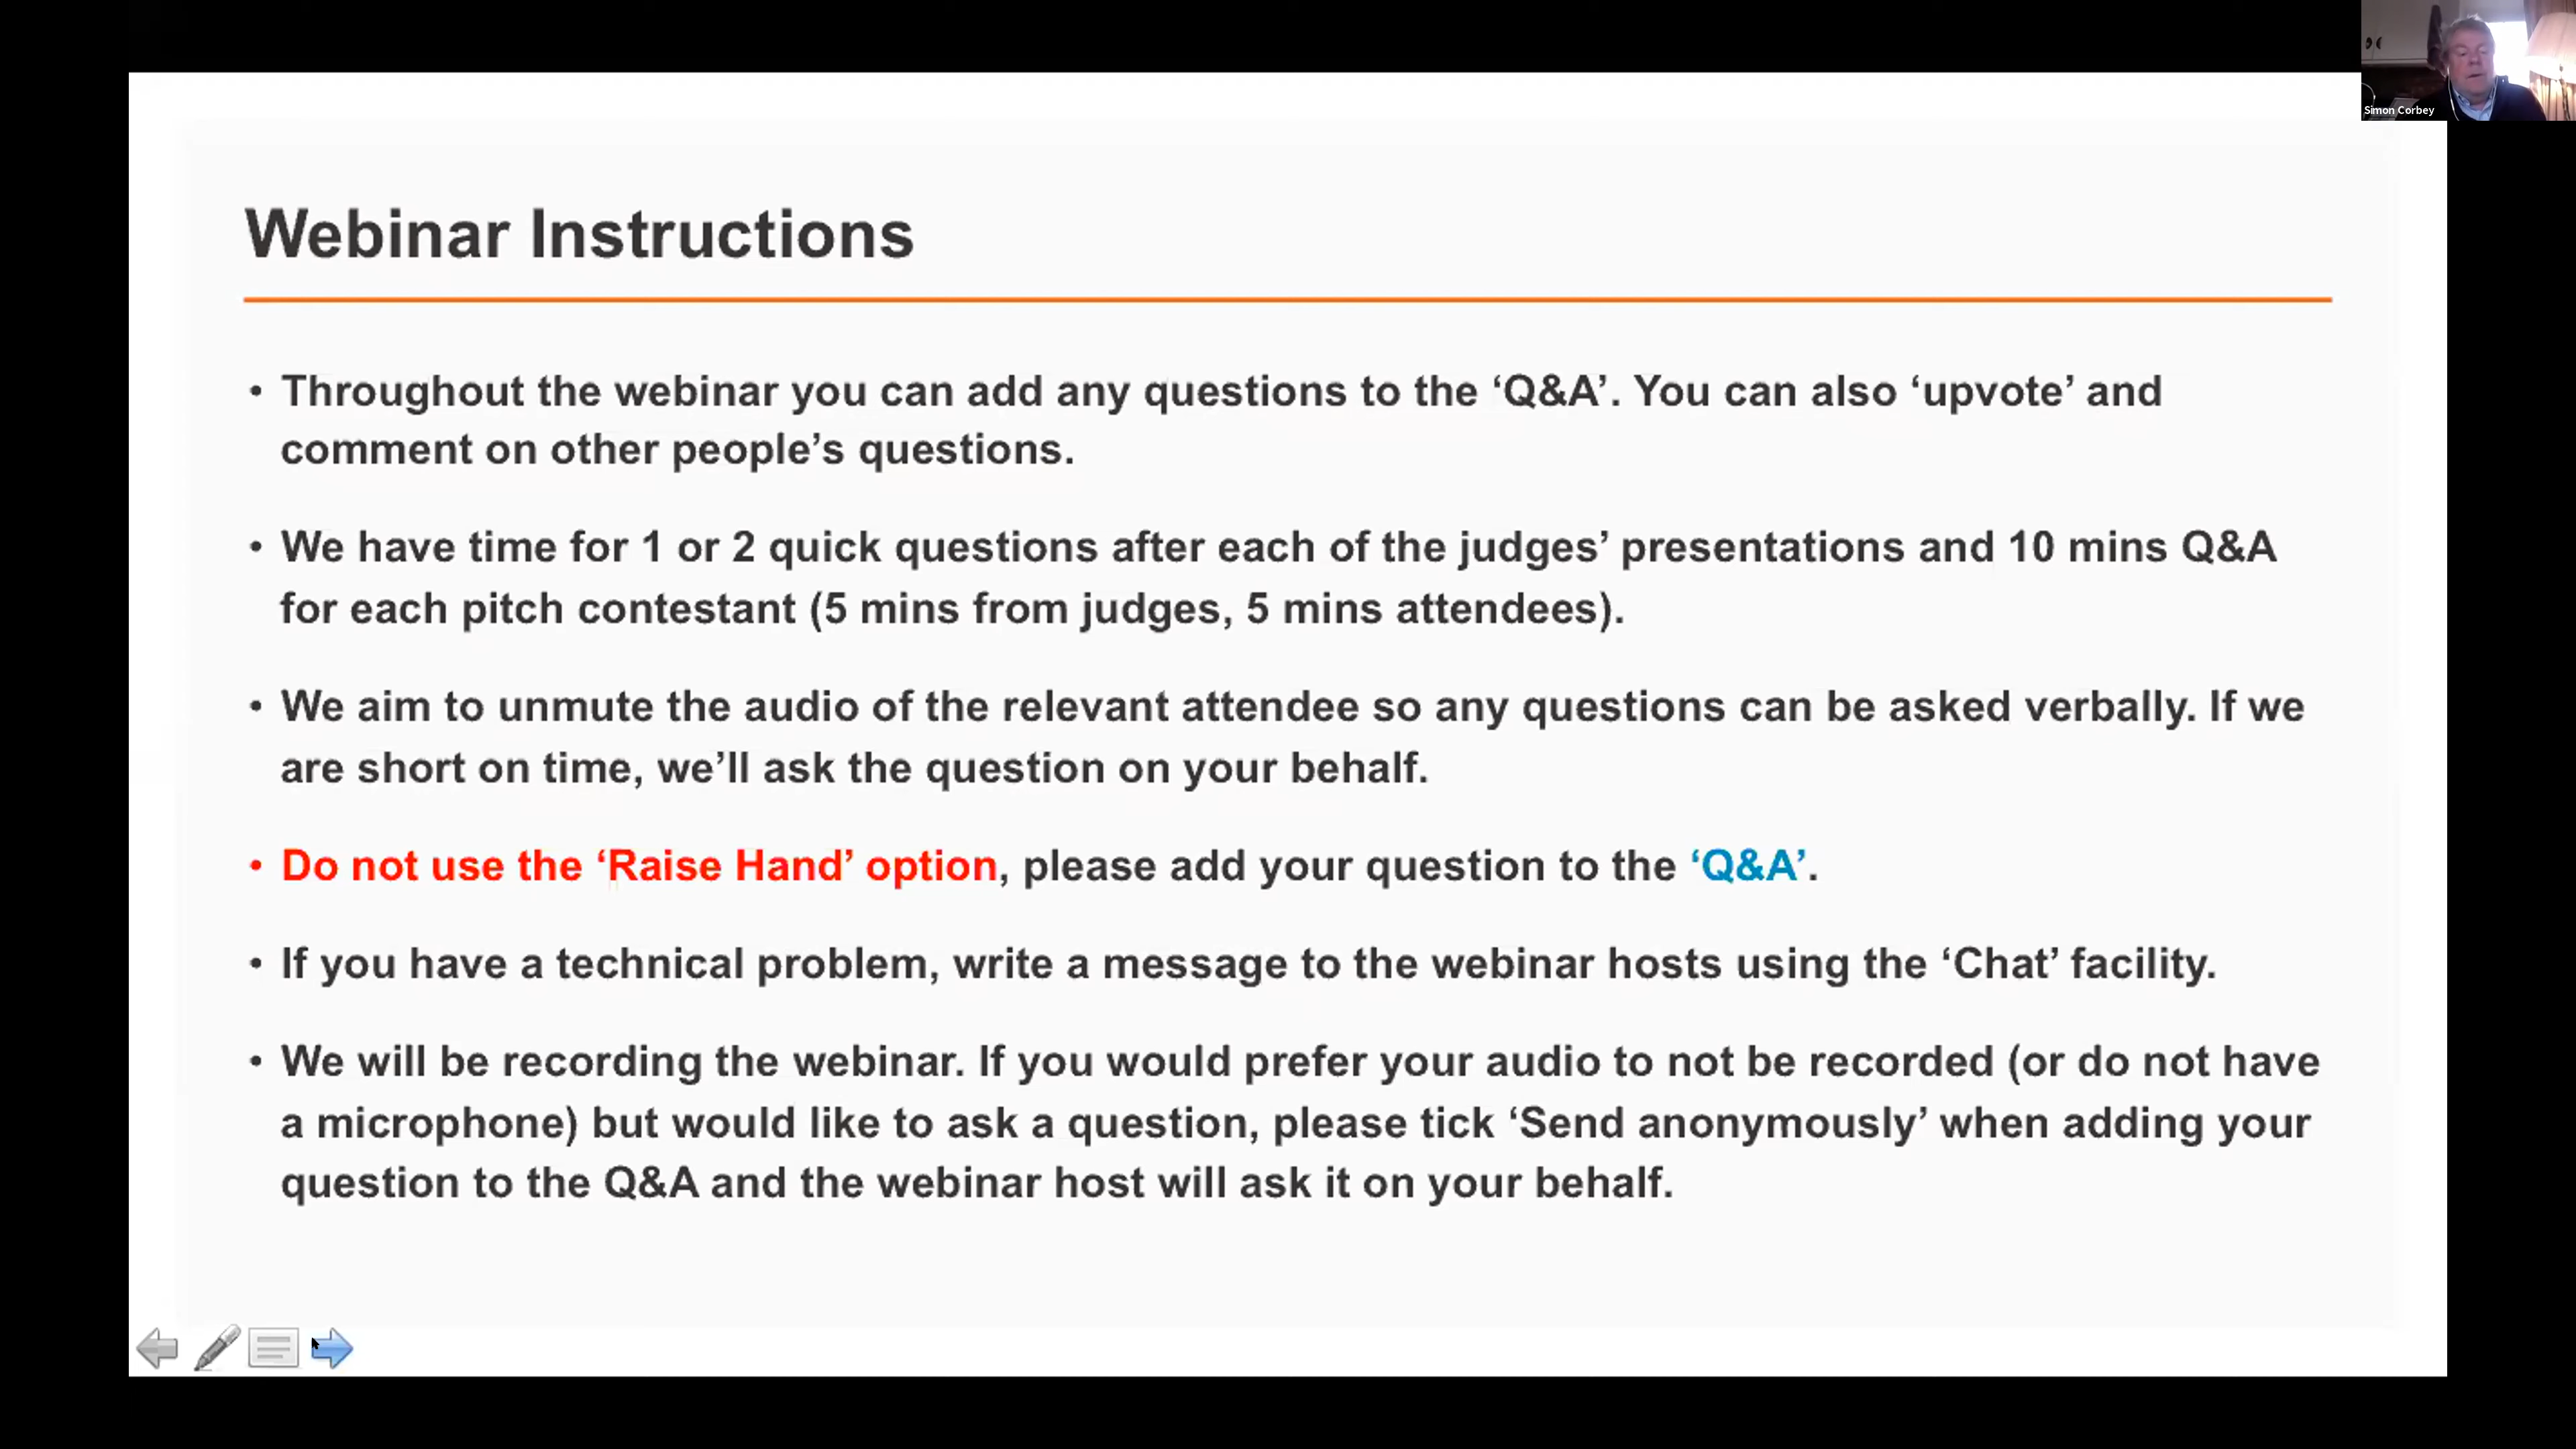 Simon Corbey
Webinar Instructions
• Throughout the webinar you can add any questions to the ‘Q&A’. You can also ‘upvote’ and
comment on other people’s questions.
• We have time for 1 or 2 quick questions after each of the judges’ presentations and 10 mins Q&A
for each pitch contestant (5 mins from judges, 5 mins attendees).
• We aim to unmute the audio of the relevant attendee so any questions can be asked verbally. If we
are short on time, we’ll ask the question on your behalf.
• Do not use the ‘Raise Hand’ option, please add your question to the ‘Q&A’.
• If you have a technical problem, write a message to the webinar hosts using the ‘Chat’ facility.
• We will be recording the webinar. If you would prefer your audio to not be recorded (or do not have
a microphone) but would like to ask a question, please tick ‘Send anonymously’ when adding your
question to the Q&A and the webinar host will ask it on your behalf.